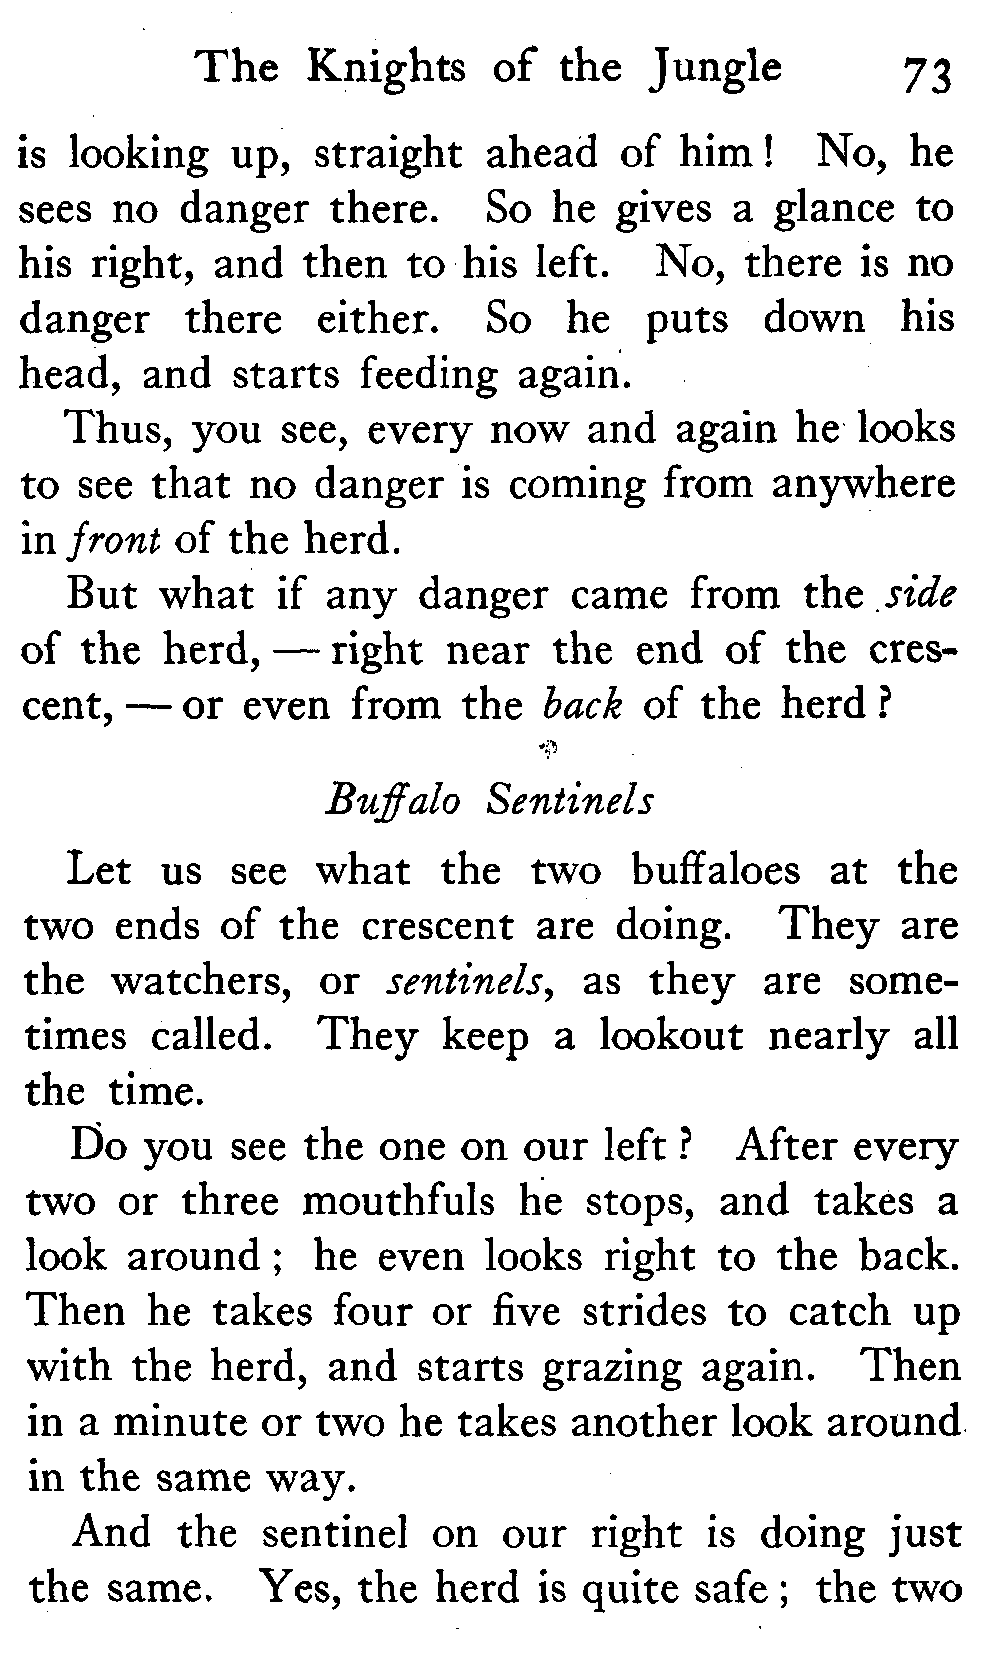 The Knights of the Jungle 73
is looking up, straight ahead of him! No, he
sees no danger there. So he gives a glance to
his right, and then to his left. No, there is no
danger there either. So he puts down his
head, and starts feeding again.
Thus, you see, every now and again he looks
to see that no danger is coming from anywhere
in front of the herd.
But what if any danger came from the side
of the herd, — right near the end of the cres-
cent, — or even from the back of the herd?
Buffalo Sentinels
Let us see what the two buffaloes at the
two ends of the crescent are doing. They are
the watchers, or sentinels, as they are some-
times called. They keep a lookout nearly all
the time.
Do you see the one on our left? After every
two or three mouthfuls he stops, and takes a
look around; he even looks right to the back.
Then he takes four or five strides to catch up
with the herd, and starts grazing again. Then
in a minute or two he takes another look around
in the same way.
And the sentinel on our right is doing just
the same. Yes, the herd is quite safe; the two